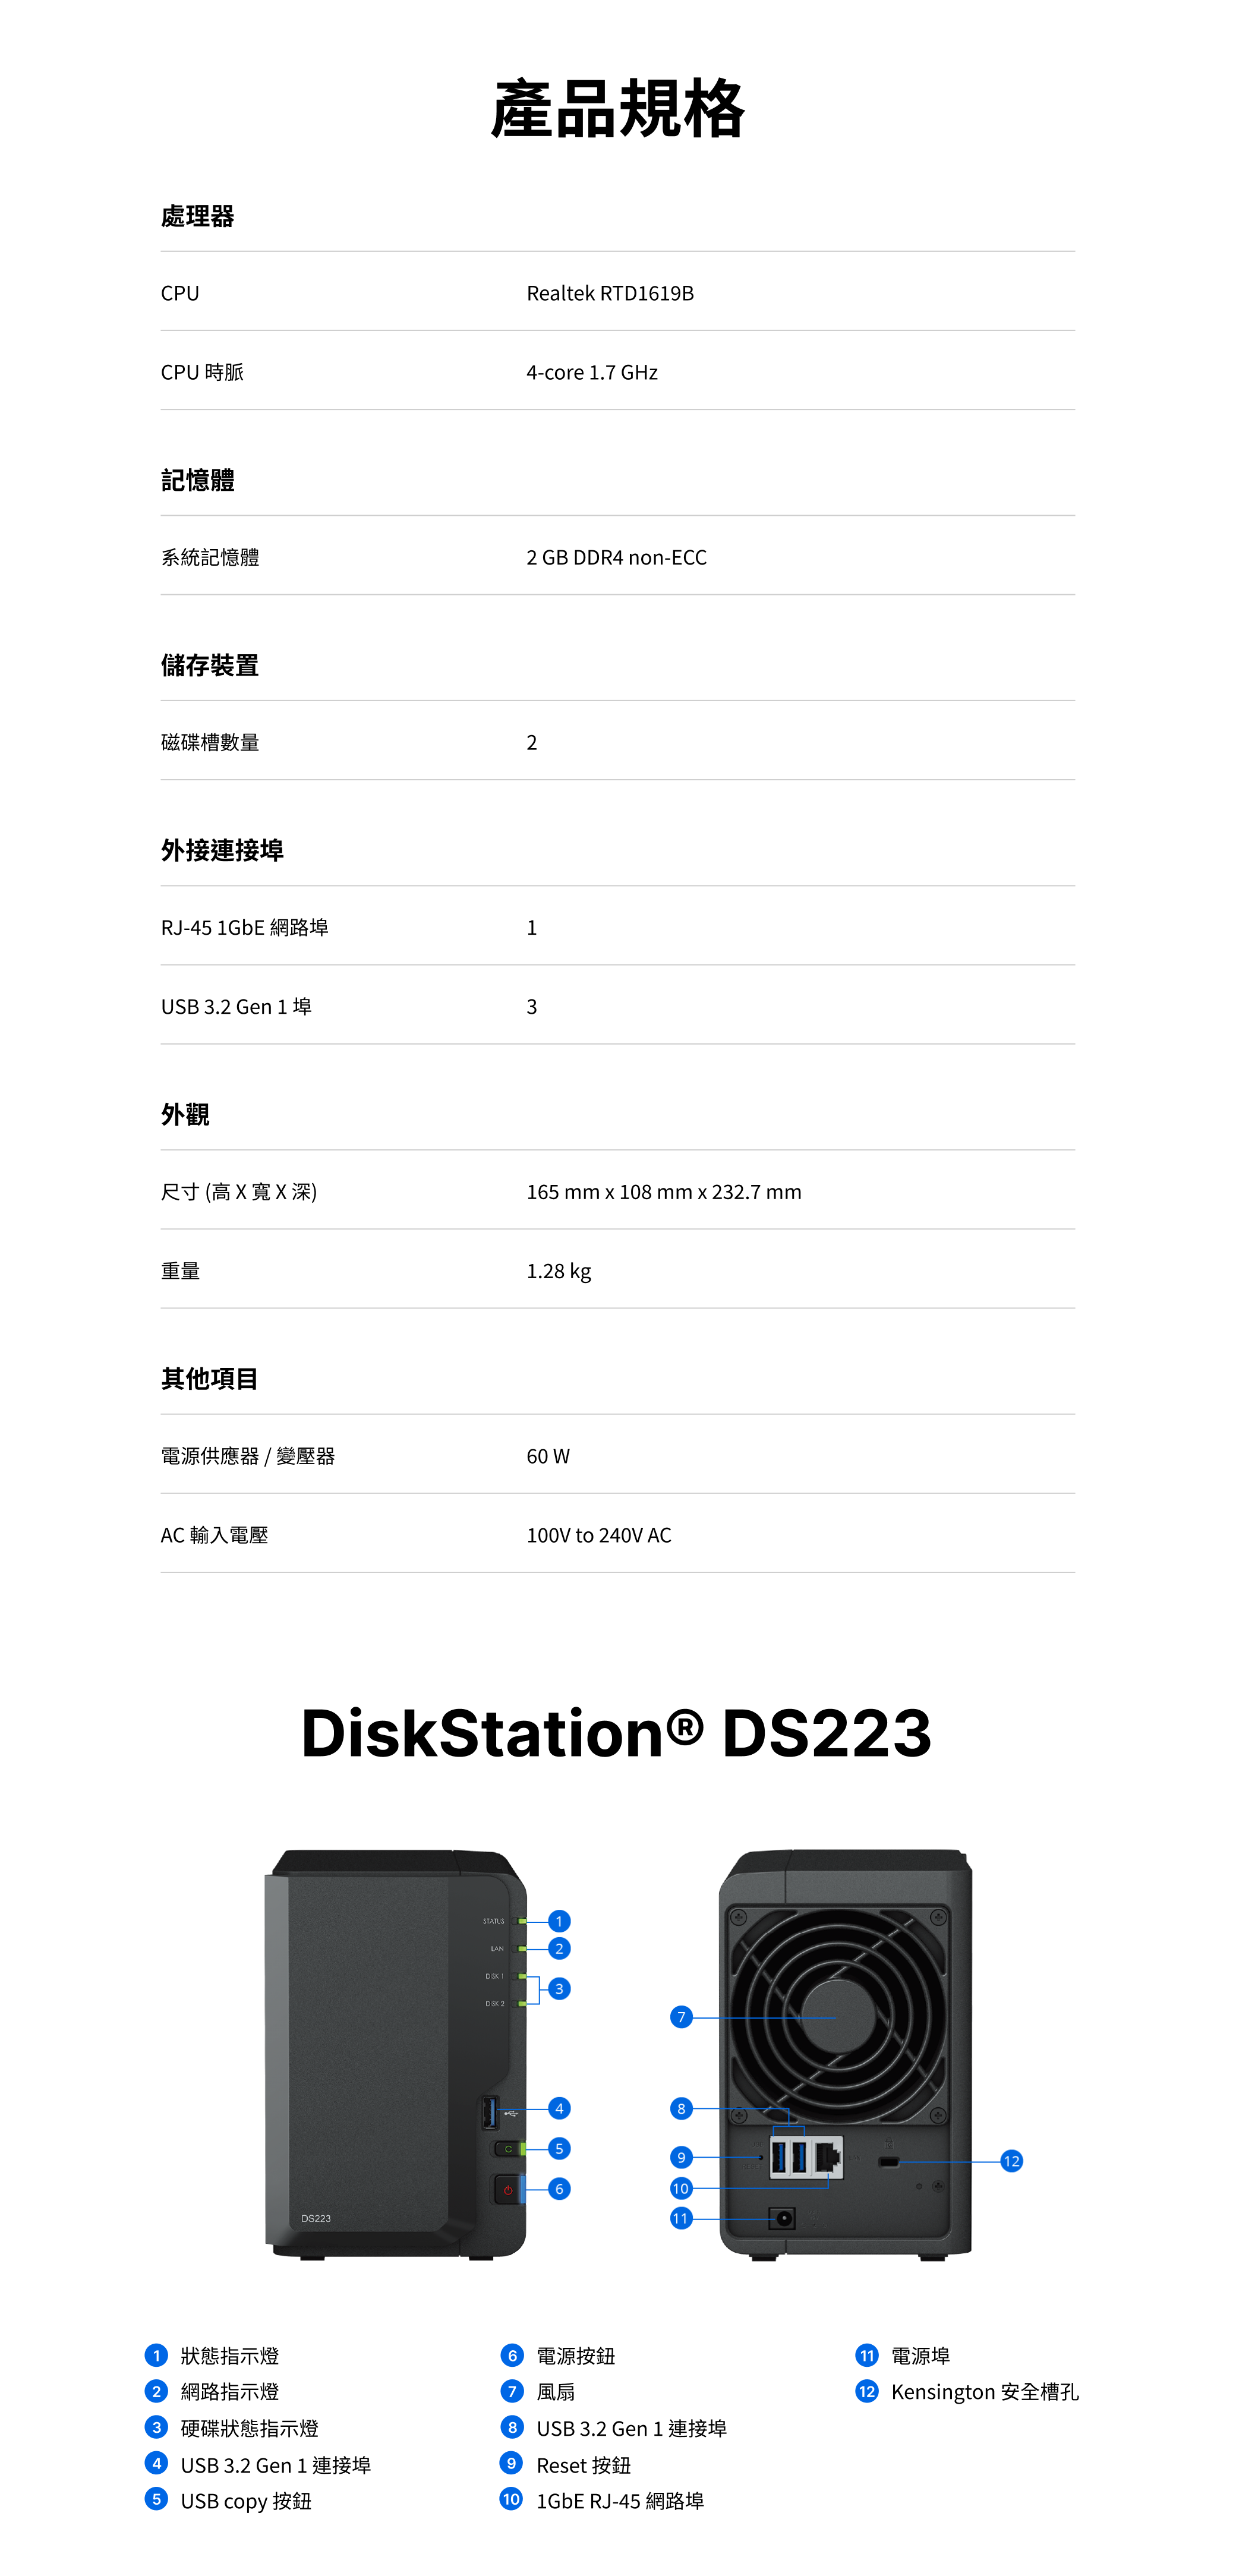 產品規格
處理器
CPU Realtek RTD1619B
CPU 時脈 4-core 1.7 GHz
記憶體
系統記憶體 2 GB DDR4 non-ECC
儲存裝置
磁碟槽數量 2
外接連接埠
RJ-45 1GbE 網路埠 1
USB 3.2 Gen 1 埠 3
外觀
尺寸 (高 X 寬 X 深) 165 mm x 108 mm x 232.7 mm
重量 1.28 kg
其他項目
電源供應器 / 變壓器 60 W
AC 輸入電壓 100V to 240V AC
DiskStation® DS223
STATUS 1
LAN 2
DISK 1
3
DISK 2
4
C 5
6
DS223
7
8
9
10
11
12
1 狀態指示燈
2 網路指示燈
3 硬碟狀態指示燈
4 USB 3.2 Gen 1 連接埠
5 USB copy 按鈕
6 電源按鈕
7 風扇
8 USB 3.2 Gen 1 連接埠
9 Reset 按鈕
10 1GbE RJ-45 網路埠
11 電源埠
12 Kensington 安全槽孔